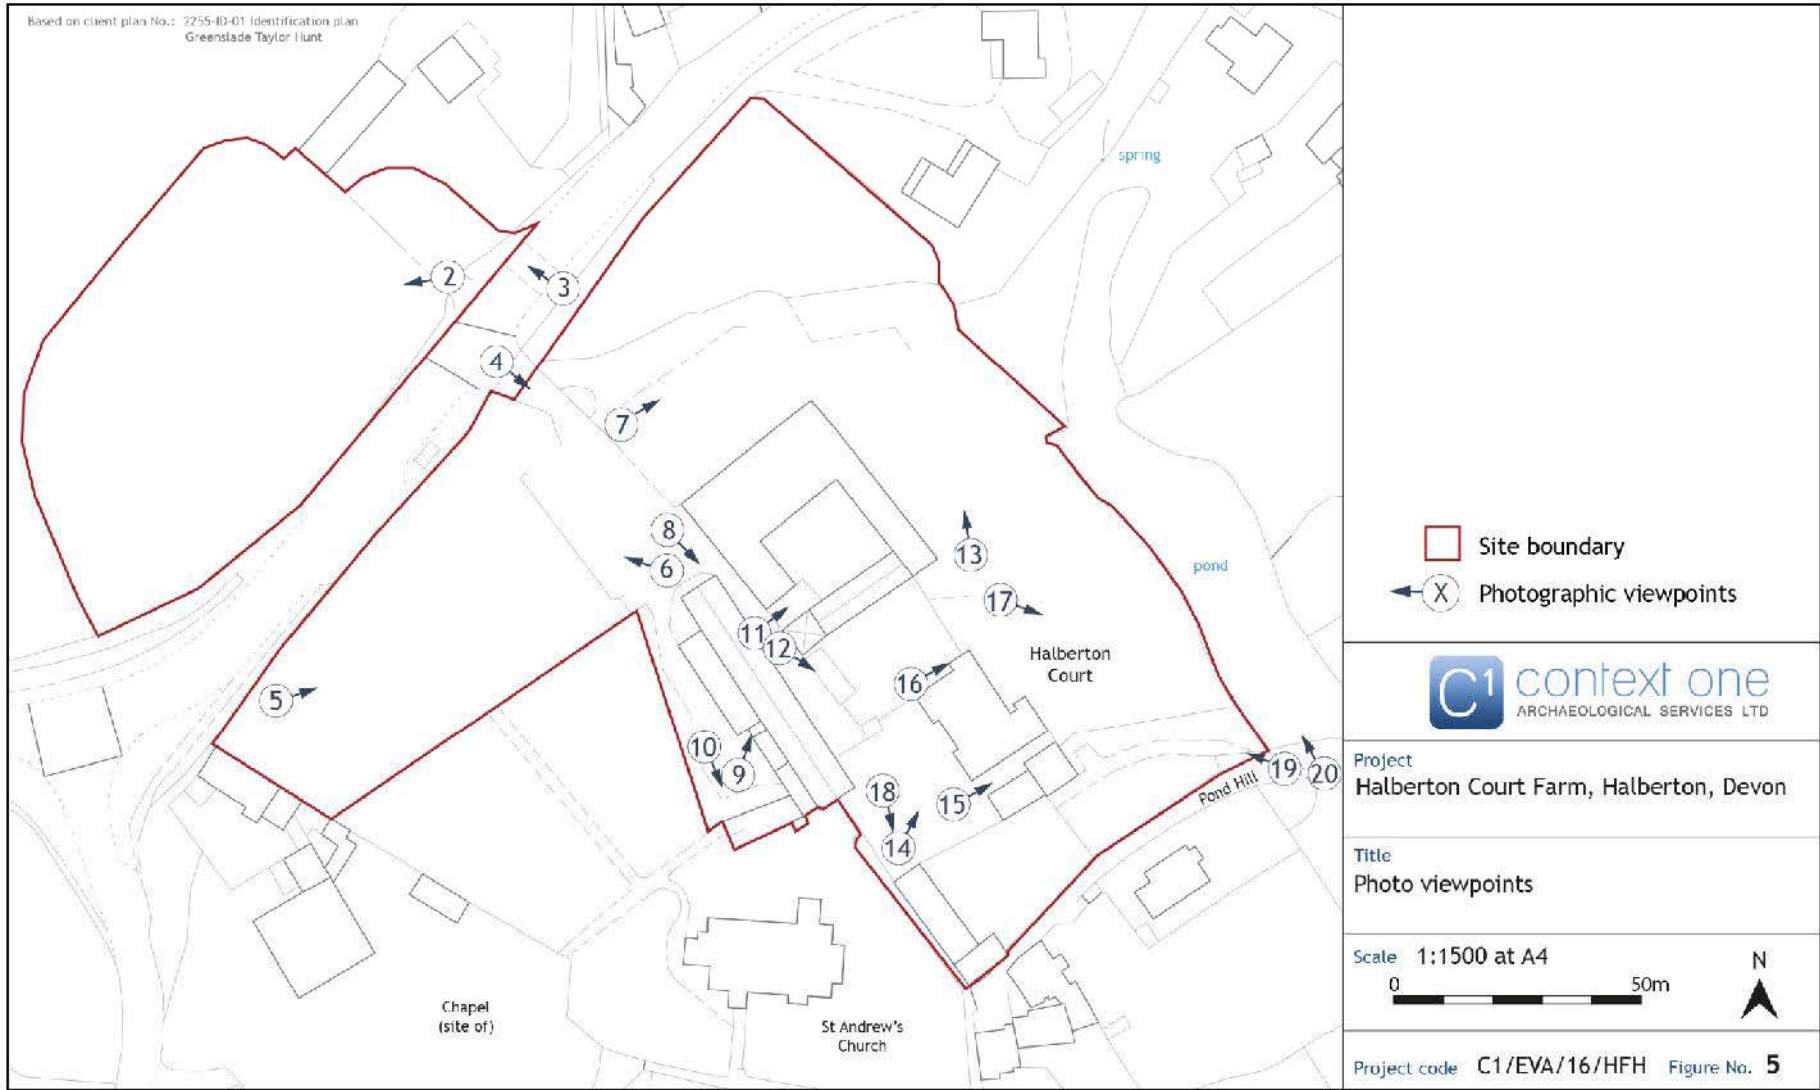 Based on client plan No.: 2255-ID-01 Identification plan
Greenslade Taylor Hunt
spring
2
3
4
7
8
6
13
pond
17
11
12
Halberton
Court
16
5
10
9
18
15
14
19
20
Pond Hill
Chapel
(site of)
St Andrew's
Church
Site boundary
X Photographic viewpoints
C1 context one
ARCHAEOLOGICAL SERVICES LTD
Project
Halberton Court Farm, Halberton, Devon
Title
Photo viewpoints
Scale 1:1500 at A4
0 50m
N
Project code C1/EVA/16/HFH Figure No. 5